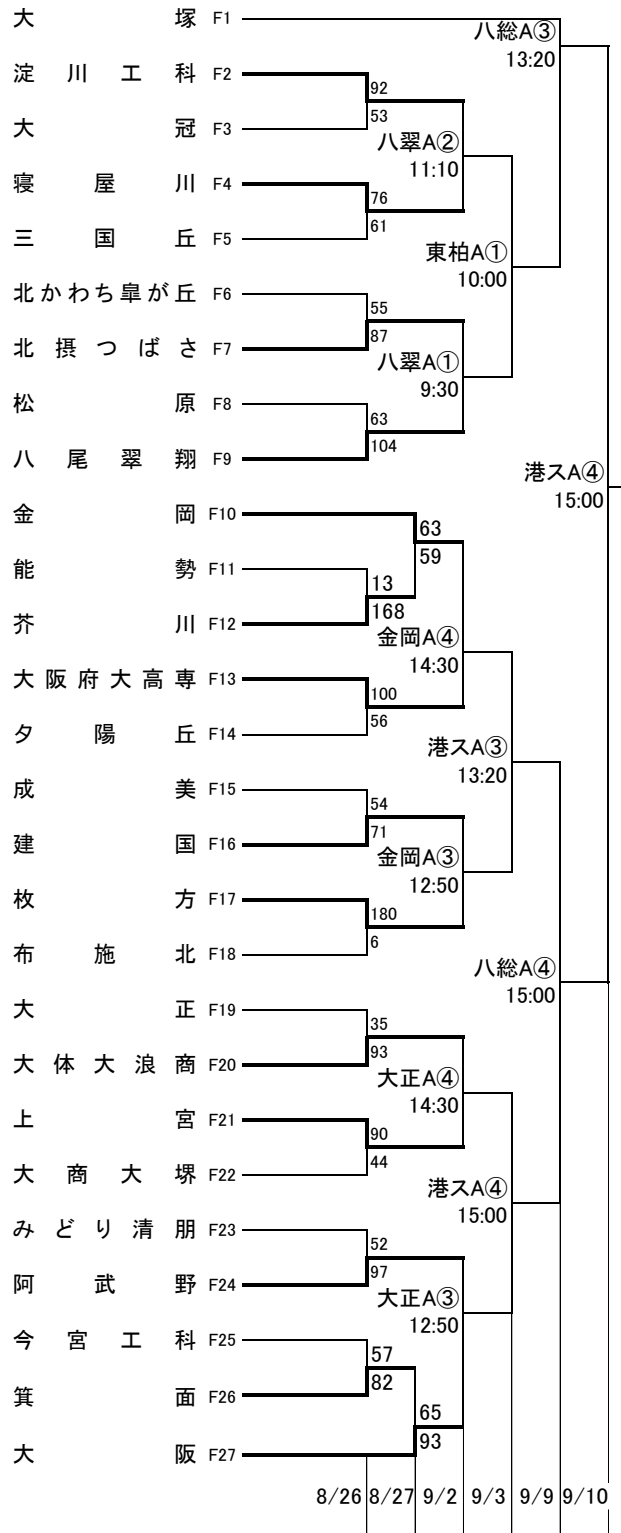 大塚 F1
八総A③
13:20
淀川工科 F2
92
53
大冠 F3
八翠A②
11:10
寝屋川 F4
76
61
三国丘 F5
東柏A①
10:00
北かわち皐が丘 F6
55
87
北摂つばさ F7
八翠A①
9:30
松原 F8
63
104
八尾翠翔 F9
港スA④
15:00
金岡 F10
63
59
能勢 F11
13
168
芥川 F12
金岡A④
14:30
大阪府大高専 F13
100
56
夕陽丘 F14
港スA③
13:20
成美 F15
54
71
建国 F16
金岡A③
12:50
枚方 F17
180
6
布施北 F18
八総A④
15:00
大正 F19
35
93
大体大浪商 F20
大正A④
14:30
上宮 F21
90
44
大商大堺 F22
港スA④
15:00
みどり清朋 F23
52
97
阿武野 F24
大正A③
12:50
今宮工科 F25
57
82
箕面 F26
65
93
大阪 F27
8/26 8/27 9/2 9/3 9/9 9/10